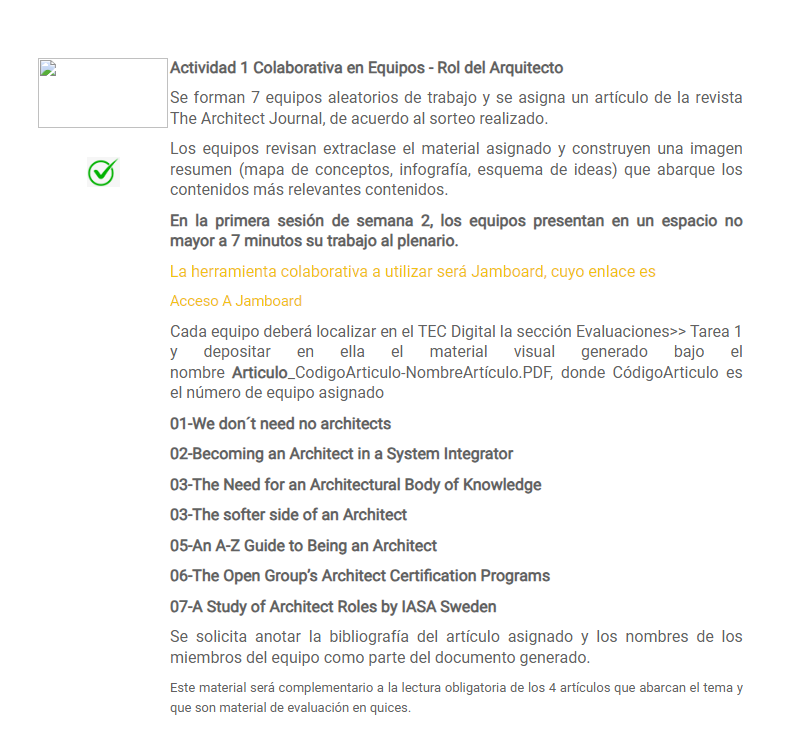 Actividad 1 Colaborativa en Equipos - Rol del Arquitecto
Se forman 7 equipos aleatorios de trabajo y se asigna un artículo de la revista
The Architect Journal, de acuerdo al sorteo realizado.
Los equipos revisan extraclase el material asignado y construyen una imagen
resumen (mapa de conceptos, infografía, esquema de ideas) que abarque los
contenidos más relevantes contenidos.
En la primera sesión de semana 2, los equipos presentan en un espacio no
mayor a 7 minutos su trabajo al plenario.
La herramienta colaborativa a utilizar será Jamboard, cuyo enlace es
Acceso A Jamboard
Cada equipo deberá localizar en el TEC Digital la sección Evaluaciones>> Tarea 1
y depositar en ella el material visual generado bajo el
nombre Articulo_CodigoArticulo-NombreArtículo.PDF, donde CódigoArticulo es
el número de equipo asignado
01-We don´t need no architects
02-Becoming an Architect in a System Integrator
03-The Need for an Architectural Body of Knowledge
03-The softer side of an Architect
05-An A-Z Guide to Being an Architect
06-The Open Group’s Architect Certification Programs
07-A Study of Architect Roles by IASA Sweden
Se solicita anotar la bibliografía del artículo asignado y los nombres de los
miembros del equipo como parte del documento generado.
Este material será complementario a la lectura obligatoria de los 4 artículos que abarcan el tema y
que son material de evaluación en quices.